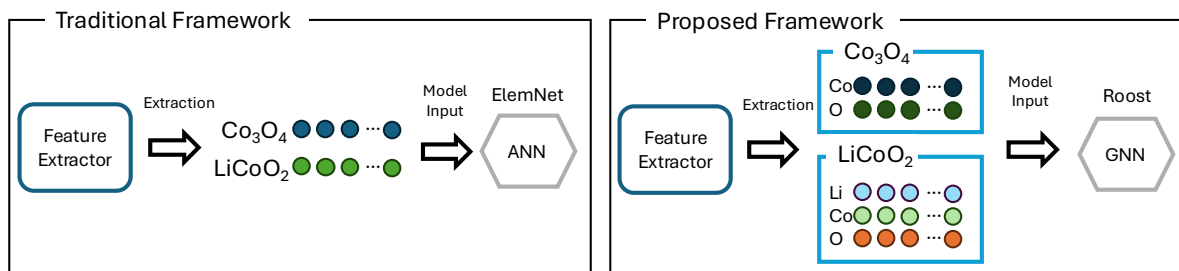 Traditional Framework
Feature
Extractor
Extraction
Co₃O₄ ...
LiCoO₂ ...
Model
Input
ElemNet
ANN
Proposed Framework
Feature
Extractor
Extraction
Co₃O₄
Co ...
O ...
LiCoO₂
Li ...
Co ...
O ...
Model
Input
Roost
GNN